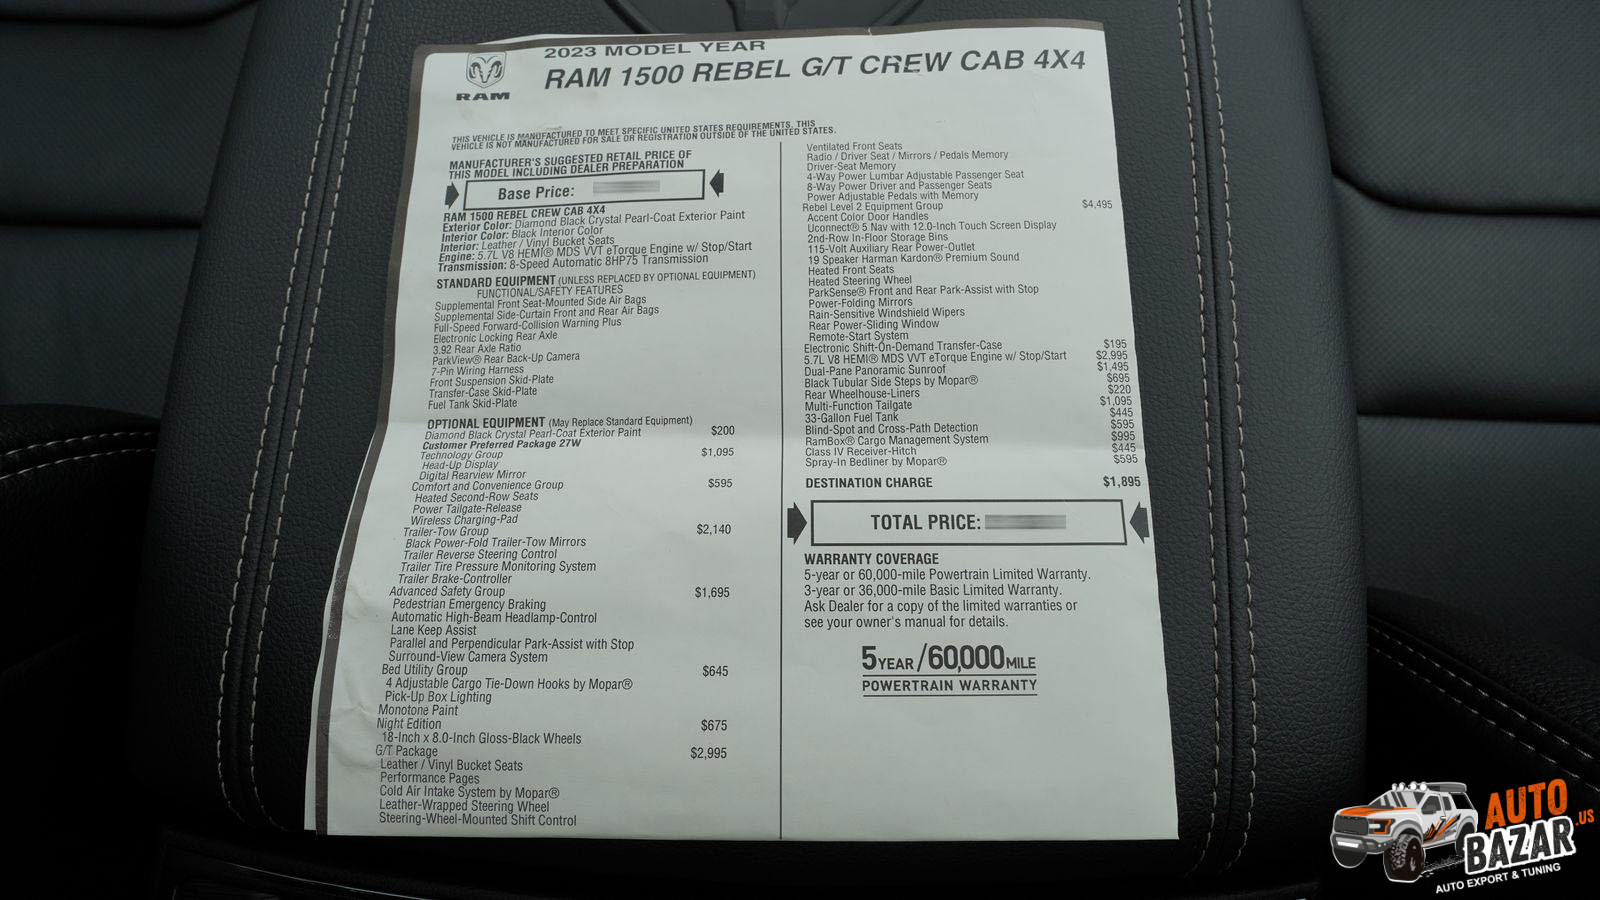 RAM
2023 MODEL YEAR
RAM 1500 REBEL G/T CREW CAB 4X4
THIS VEHICLE IS MANUFACTURED TO MEET SPECIFIC UNITED STATES REQUIREMENTS. THIS
VEHICLE IS NOT MANUFACTURED FOR SALE OR REGISTRATION OUTSIDE OF THE UNITED STATES.
MANUFACTURER'S SUGGESTED RETAIL PRICE OF
THIS MODEL INCLUDING DEALER PREPARATION
Base Price:
RAM 1500 REBEL CREW CAB 4X4
Exterior Color: Diamond Black Crystal Pearl-Coat Exterior Paint
Interior Color: Black Interior Color
Interior: Leather / Vinyl Bucket Seats
Engine: 5.7L V8 HEMI® MDS VVT eTorque Engine w/ Stop/Start
Transmission: 8-Speed Automatic 8HP75 Transmission
STANDARD EQUIPMENT (UNLESS REPLACED BY OPTIONAL EQUIPMENT)
FUNCTIONAL/SAFETY FEATURES
Supplemental Front Seat-Mounted Side Air Bags
Supplemental Side-Curtain Front and Rear Air Bags
Full-Speed Forward-Collision Warning Plus
Electronic Locking Rear Axle
3.92 Rear Axle Ratio
ParkView® Rear Back-Up Camera
7-Pin Wiring Harness
Front Suspension Skid-Plate
Transfer-Case Skid-Plate
Fuel Tank Skid-Plate
OPTIONAL EQUIPMENT (May Replace Standard Equipment)
Diamond Black Crystal Pearl-Coat Exterior Paint $200
Customer Preferred Package 27W
Technology Group $1,095
Head-Up Display
Digital Rearview Mirror
Comfort and Convenience Group $595
Heated Second-Row Seats
Power Tailgate-Release
Wireless Charging-Pad
Trailer-Tow Group $2,140
Black Power-Fold Trailer-Tow Mirrors
Trailer Reverse Steering Control
Trailer Tire Pressure Monitoring System
Trailer Brake-Controller
Advanced Safety Group $1,695
Pedestrian Emergency Braking
Automatic High-Beam Headlamp-Control
Lane Keep Assist
Parallel and Perpendicular Park-Assist with Stop
Surround-View Camera System
Bed Utility Group $645
4 Adjustable Cargo Tie-Down Hooks by Mopar®
Pick-Up Box Lighting
Monotone Paint
Night Edition $675
18-Inch x 8.0-Inch Gloss-Black Wheels
G/T Package $2,995
Leather / Vinyl Bucket Seats
Performance Pages
Cold Air Intake System by Mopar®
Leather-Wrapped Steering Wheel
Steering-Wheel-Mounted Shift Control
Ventilated Front Seats
Radio / Driver Seat / Mirrors / Pedals Memory
Driver-Seat Memory
4-Way Power Lumbar Adjustable Passenger Seat
8-Way Power Driver and Passenger Seats
Power Adjustable Pedals with Memory
Rebel Level 2 Equipment Group $4,495
Accent Color Door Handles
Uconnect® 5 Nav with 12.0-Inch Touch Screen Display
2nd-Row In-Floor Storage Bins
115-Volt Auxiliary Rear Power-Outlet
19 Speaker Harman Kardon® Premium Sound
Heated Front Seats
Heated Steering Wheel
ParkSense® Front and Rear Park-Assist with Stop
Power-Folding Mirrors
Rain-Sensitive Windshield Wipers
Rear Power-Sliding Window
Remote-Start System
Electronic Shift-On-Demand Transfer-Case $195
5.7L V8 HEMI® MDS VVT eTorque Engine w/ Stop/Start $2,995
Dual-Pane Panoramic Sunroof $1,495
Black Tubular Side Steps by Mopar® $695
Rear Wheelhouse-Liners $220
Multi-Function Tailgate $1,095
33-Gallon Fuel Tank $445
Blind-Spot and Cross-Path Detection $595
RamBox® Cargo Management System $995
Class IV Receiver-Hitch $445
Spray-In Bedliner by Mopar® $595
DESTINATION CHARGE $1,895
TOTAL PRICE:
WARRANTY COVERAGE
5-year or 60,000-mile Powertrain Limited Warranty.
3-year or 36,000-mile Basic Limited Warranty.
Ask Dealer for a copy of the limited warranties or
see your owner's manual for details.
5YEAR/60,000MILE
POWERTRAIN WARRANTY
AUTO
BAZAR.US
AUTO EXPORT & TUNING